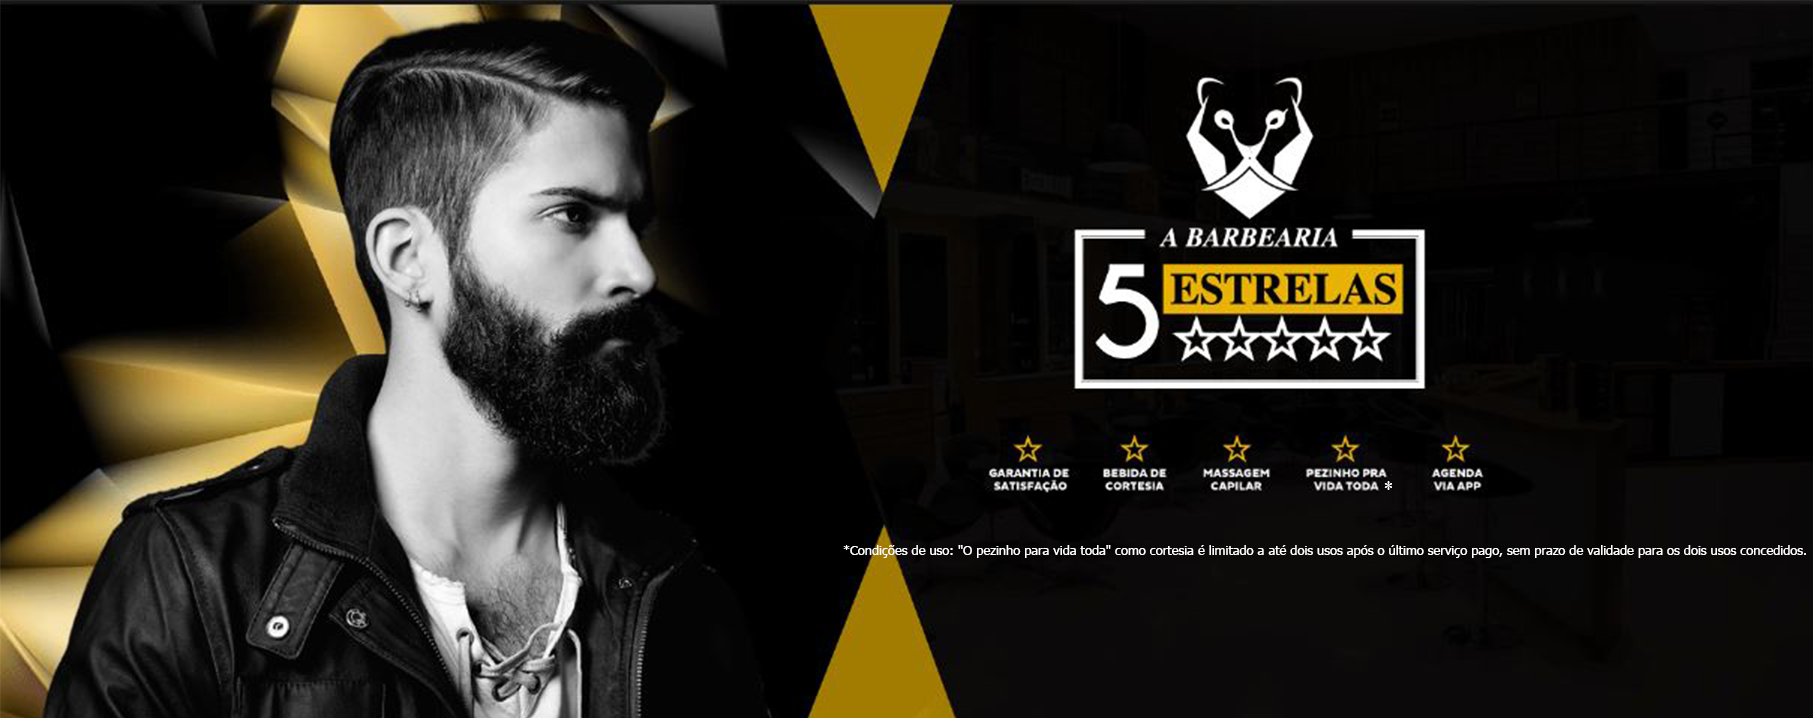 A BARBEARIA
5 ESTRELAS
GARANTIA DE
SATISFAÇÃO
BEBIDA DE
CORTESIA
MASSAGEM
CAPILAR
PEZINHO PRA
VIDA TODA *
AGENDA
VIA APP
*Condições de uso: "O pezinho para vida toda" como cortesia é limitado a até dois usos após o último serviço pago, sem prazo de validade para os dois usos concedidos.